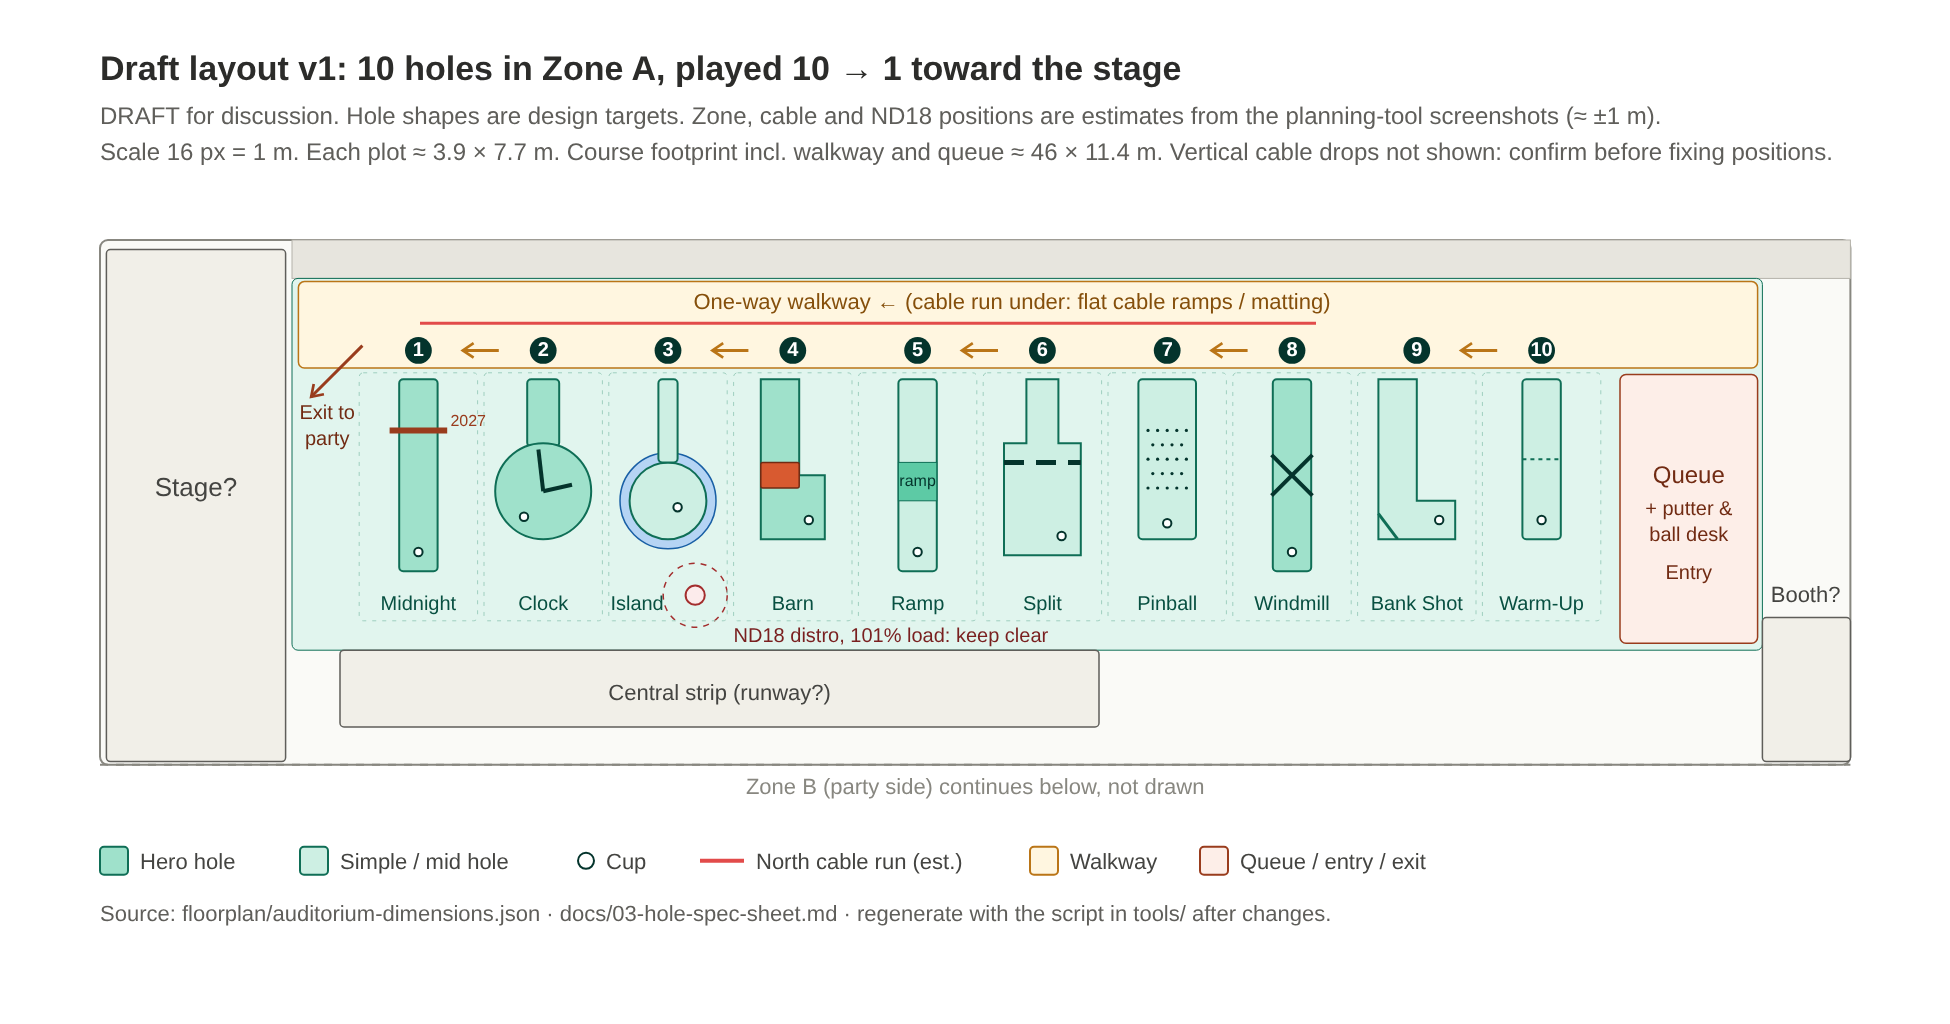 Draft layout v1: 10 holes in Zone A, played 10 → 1 toward the stage
DRAFT for discussion. Hole shapes are design targets. Zone, cable and ND18 positions are estimates from the planning-tool screenshots (≈ ±1 m).
Scale 16 px = 1 m. Each plot ≈ 3.9 × 7.7 m. Course footprint incl. walkway and queue ≈ 46 × 11.4 m. Vertical cable drops not shown: confirm before fixing positions.
One-way walkway ← (cable run under: flat cable ramps / matting)
1 2 3 4 5 6 7 8 9 10
Exit to
party
2027
Stage?
ramp
Queue
+ putter &
ball desk
Entry
Booth?
Midnight Clock Island Barn Ramp Split Pinball Windmill Bank Shot Warm-Up
ND18 distro, 101% load: keep clear
Central strip (runway?)
Zone B (party side) continues below, not drawn
Hero hole Simple / mid hole Cup North cable run (est.) Walkway Queue / entry / exit
Source: floorplan/auditorium-dimensions.json · docs/03-hole-spec-sheet.md · regenerate with the script in tools/ after changes.